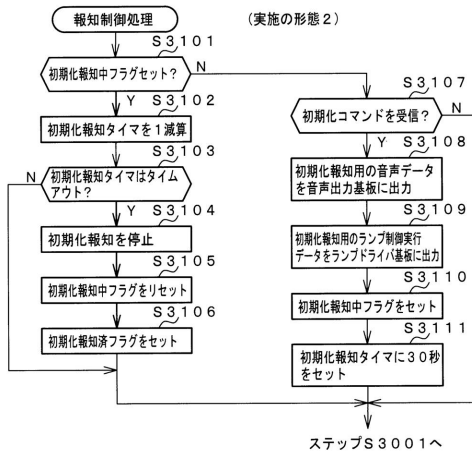 報知制御処理
(実施の形態2)
S3101
初期化報知中フラグセット?
N
Y
S3102
初期化報知タイマを1減算
S3103
初期化報知タイマはタイム
アウト?
N
Y
S3104
初期化報知を停止
S3105
初期化報知中フラグをリセット
S3106
初期化報知済フラグをセット
S3107
初期化コマンドを受信?
N
Y
S3108
初期化報知用の音声データ
を音声出力基板に出力
S3109
初期化報知用のランプ制御実行
データをランプドライバ基板に出力
S3110
初期化報知中フラグをセット
S3111
初期化報知タイマに30秒
をセット
ステップS3001へ